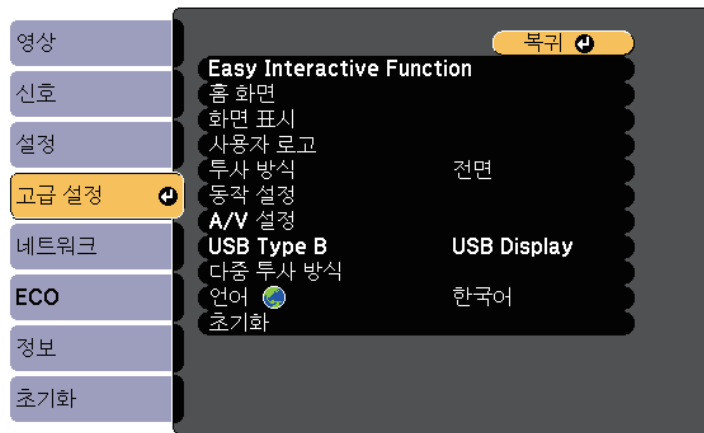 영상
신호
설정
고급 설정
네트워크
ECO
정보
초기화
복귀
Easy Interactive Function
홈 화면
화면 표시
사용자 로고
투사 방식 전면
동작 설정
A/V 설정
USB Type B USB Display
다중 투사 방식
언어 한국어
초기화